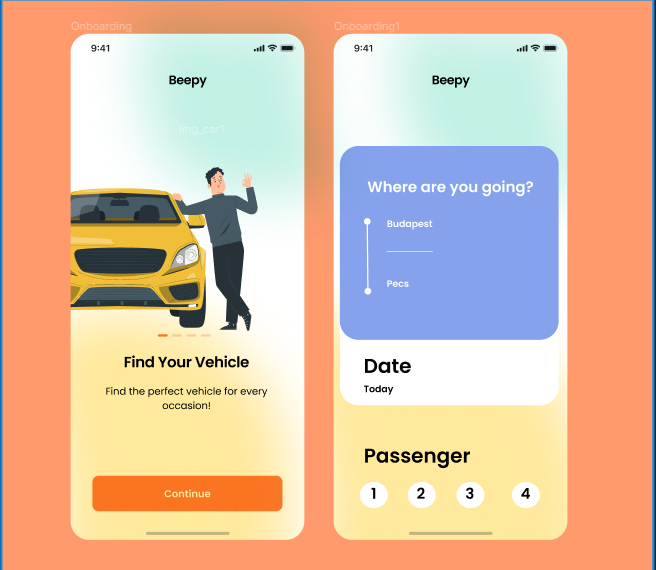 Onboarding
9:41
Beepy
img_car1
Find Your Vehicle
Find the perfect vehicle for every
occasion!
Continue
Onboarding1
9:41
Beepy
Where are you going?
Budapest
Pecs
Date
Today
Passenger
1 2 3 4